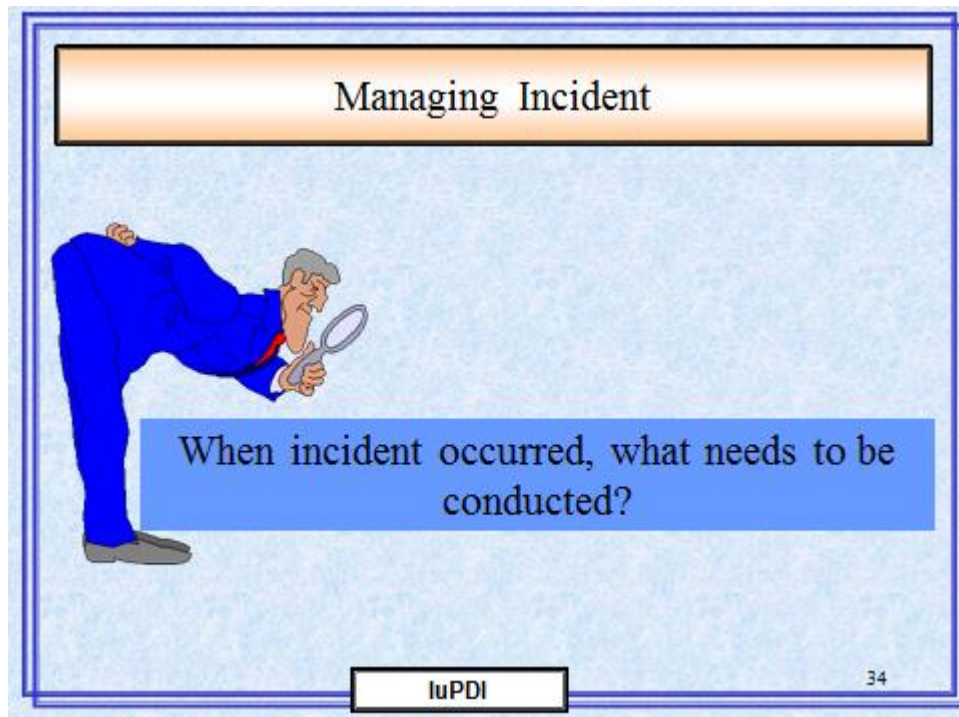 Managing Incident
When incident occurred, what needs to be
conducted?
34
IuPDI